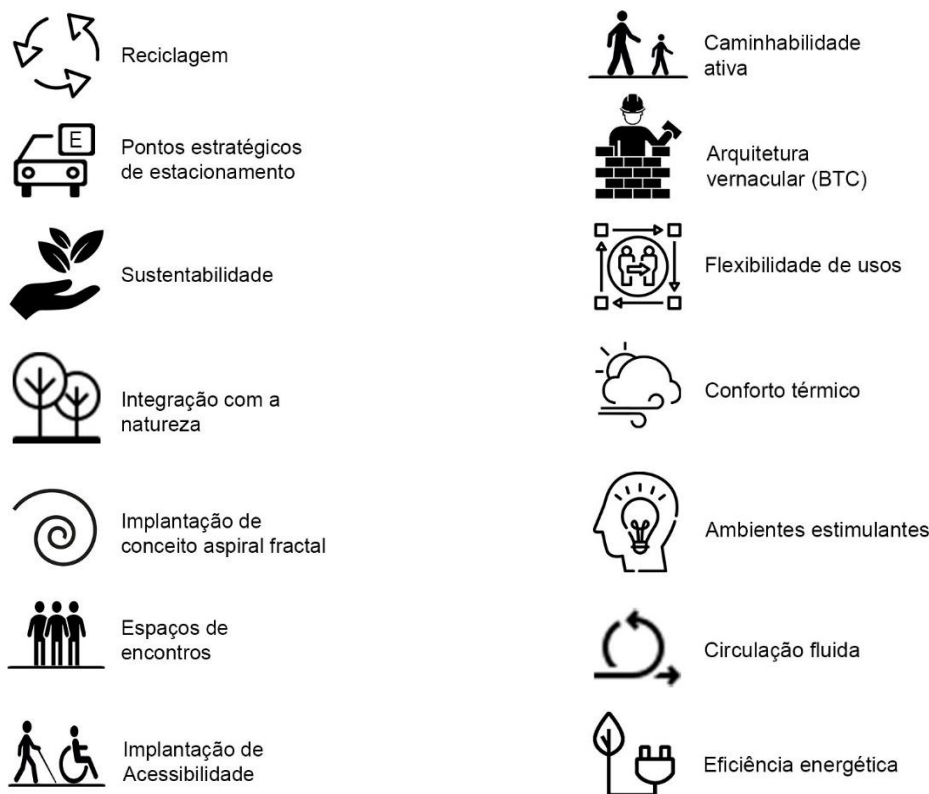 Reciclagem
E
Pontos estratégicos
de estacionamento
Sustentabilidade
Integração com a
natureza
Implantação de
conceito aspiral fractal
Espaços de
encontros
Implantação de
Acessibilidade
Caminhabilidade
ativa
Arquitetura
vernacular (BTC)
Flexibilidade de usos
Conforto térmico
Ambientes estimulantes
Circulação fluida
Eficiência energética